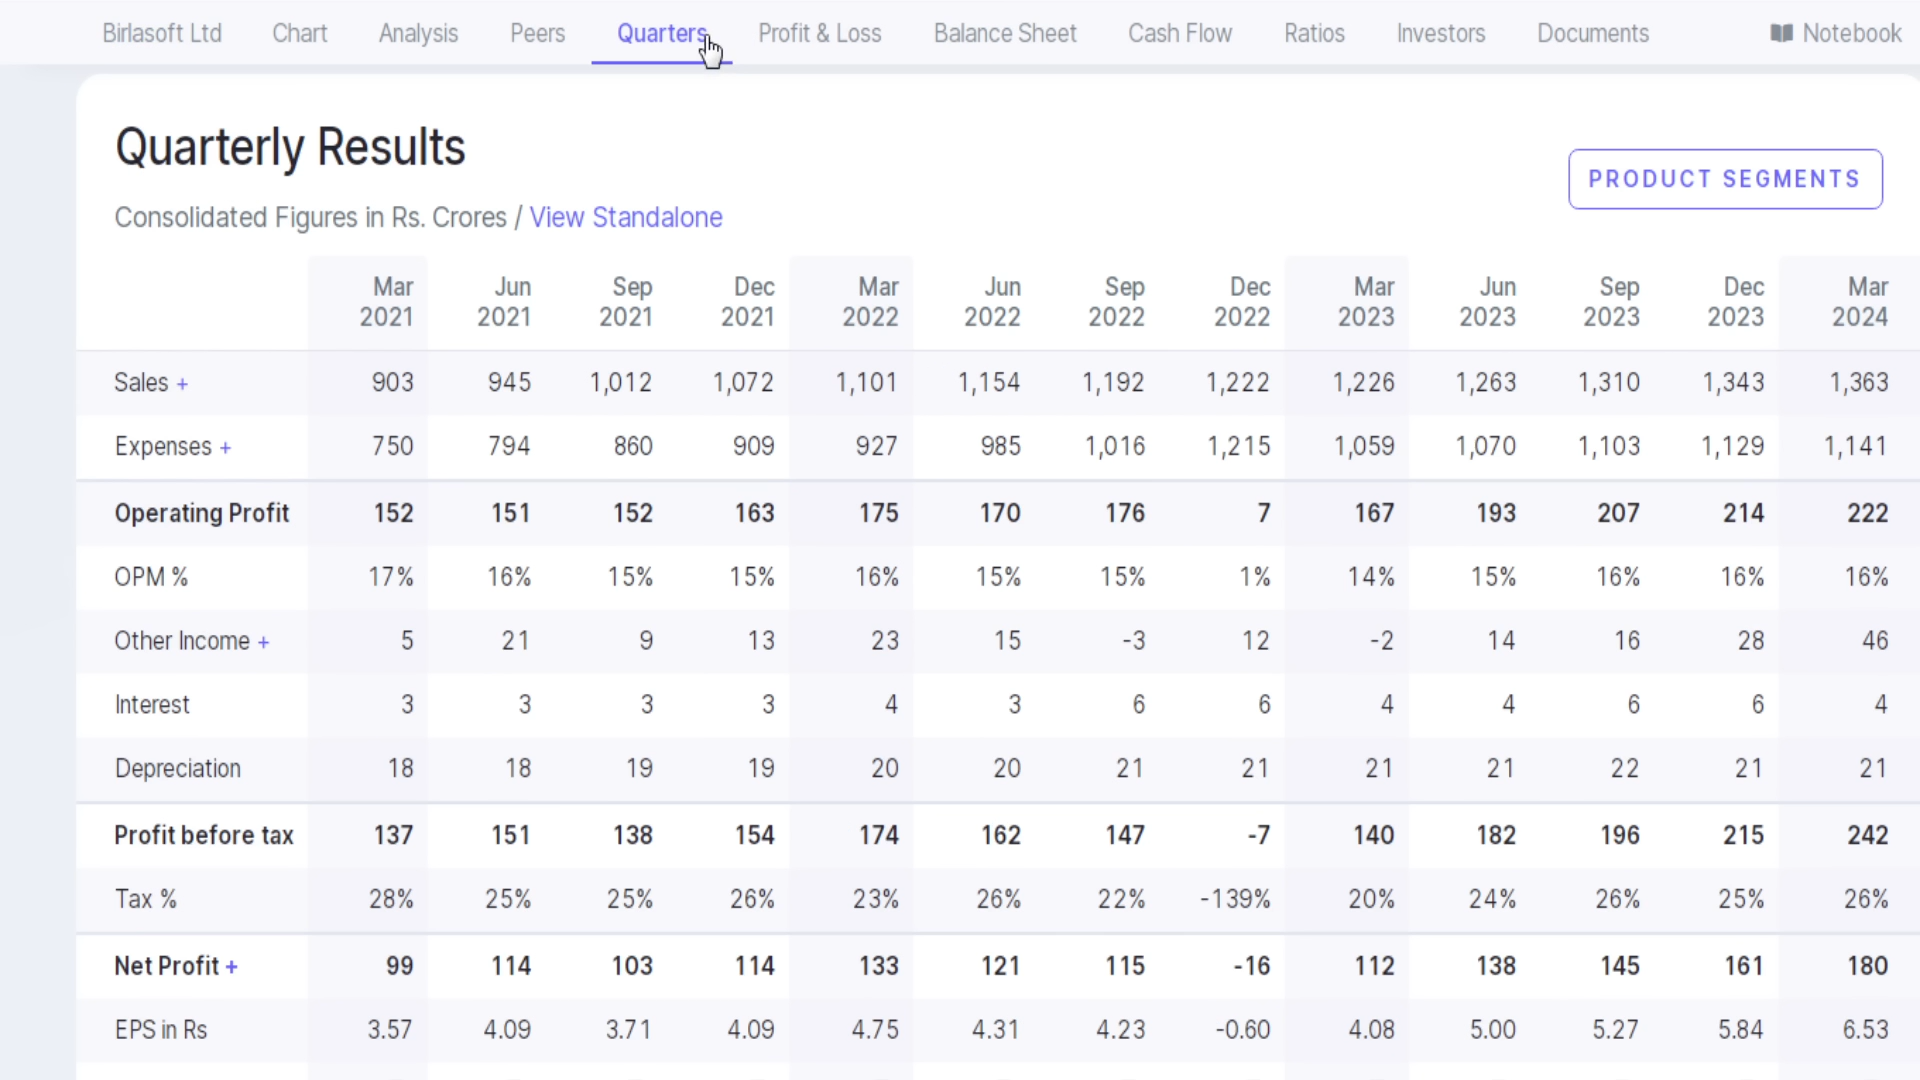 Birlasoft Ltd Chart Analysis Peers Quarters Profit & Loss Balance Sheet Cash Flow Ratios Investors Documents Notebook
Quarterly Results
PRODUCT SEGMENTS
Consolidated Figures in Rs. Crores / View Standalone
Mar Jun Sep Dec Mar Jun Sep Dec Mar Jun Sep Dec Mar
2021 2021 2021 2021 2022 2022 2022 2022 2023 2023 2023 2023 2024
Sales + 903 945 1,012 1,072 1,101 1,154 1,192 1,222 1,226 1,263 1,310 1,343 1,363
Expenses + 750 794 860 909 927 985 1,016 1,215 1,059 1,070 1,103 1,129 1,141
Operating Profit 152 151 152 163 175 170 176 7 167 193 207 214 222
OPM % 17% 16% 15% 15% 16% 15% 15% 1% 14% 15% 16% 16% 16%
Other Income + 5 21 9 13 23 15 -3 12 -2 14 16 28 46
Interest 3 3 3 3 4 3 6 6 4 4 6 6 4
Depreciation 18 18 19 19 20 20 21 21 21 21 22 21 21
Profit before tax 137 151 138 154 174 162 147 -7 140 182 196 215 242
Tax % 28% 25% 25% 26% 23% 26% 22% -139% 20% 24% 26% 25% 26%
Net Profit + 99 114 103 114 133 121 115 -16 112 138 145 161 180
EPS in Rs 3.57 4.09 3.71 4.09 4.75 4.31 4.23 -0.60 4.08 5.00 5.27 5.84 6.53